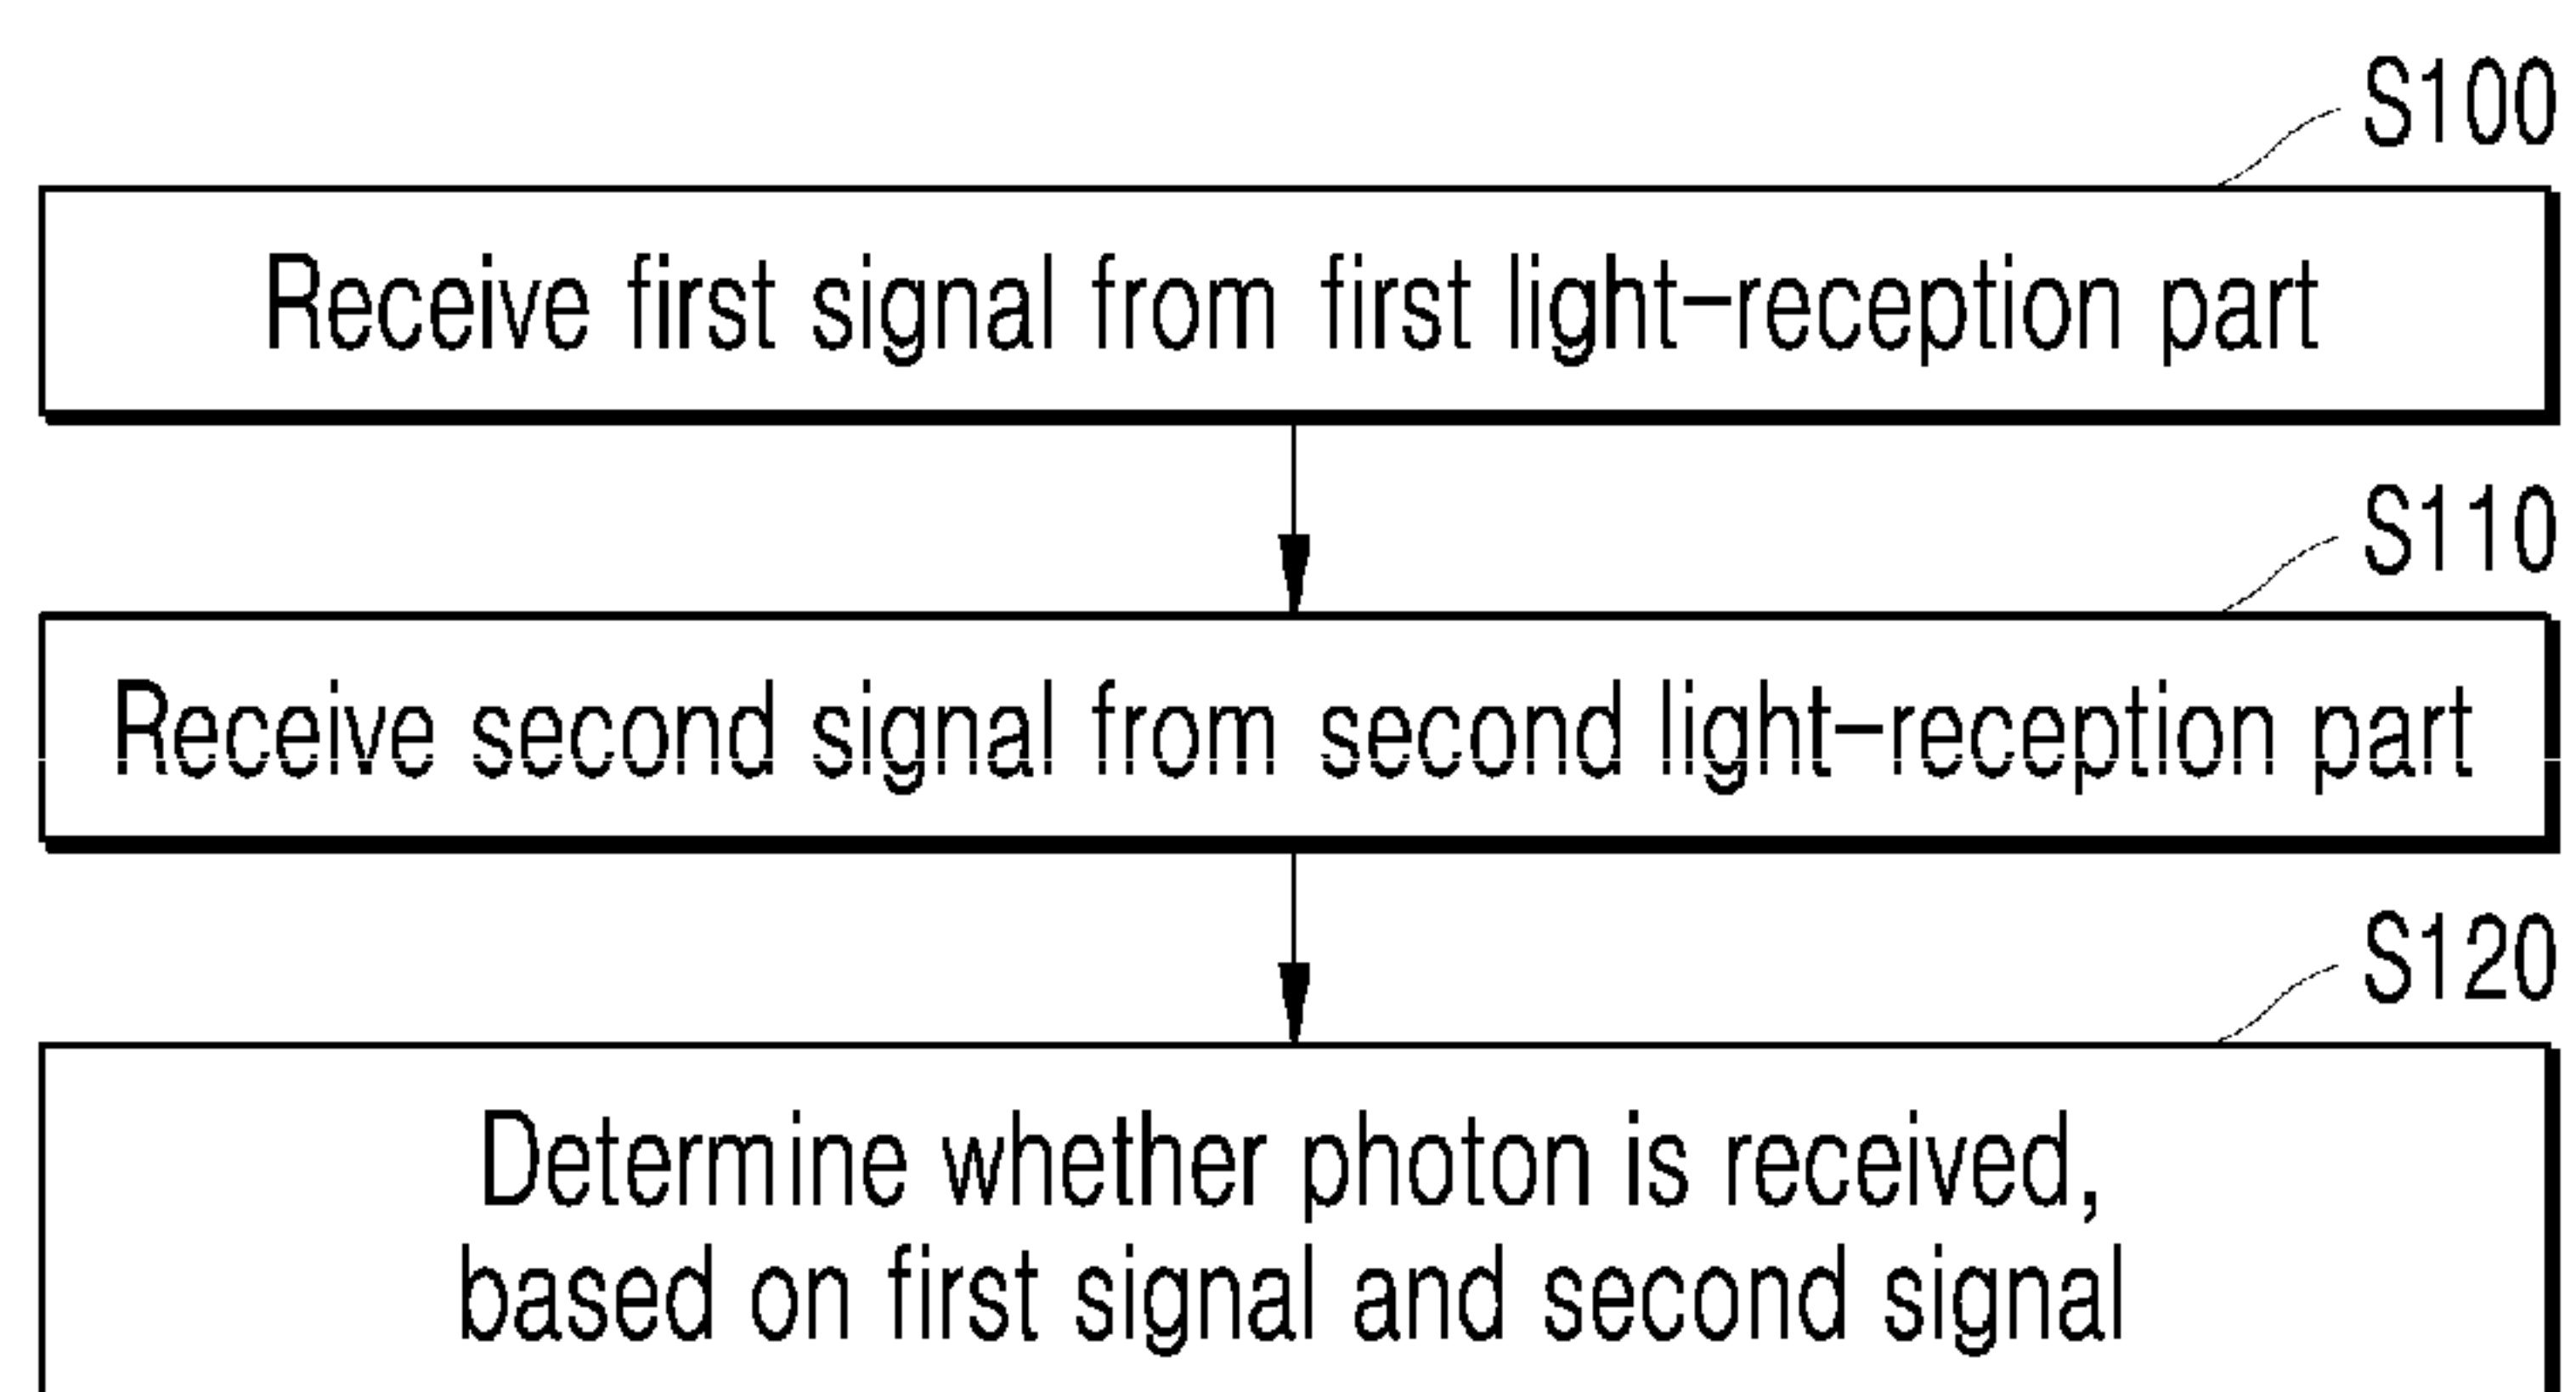 S100
Receive first signal from first light-reception part
S110
Receive second signal from second light-reception part
S120
Determine whether photon is received,
based on first signal and second signal